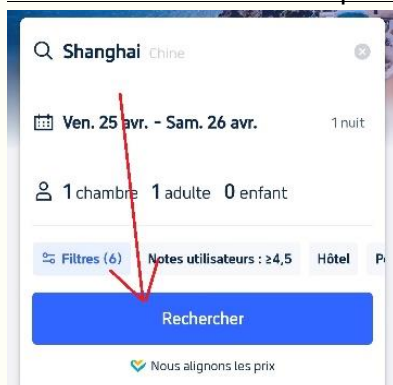 Shanghai Chine
Ven. 25 avr. - Sam. 26 avr. 1 nuit
1 chambre 1 adulte 0 enfant
Filtres (6) Notes utilisateurs : ≥4,5 Hôtel
Rechercher
Nous alignons les prix